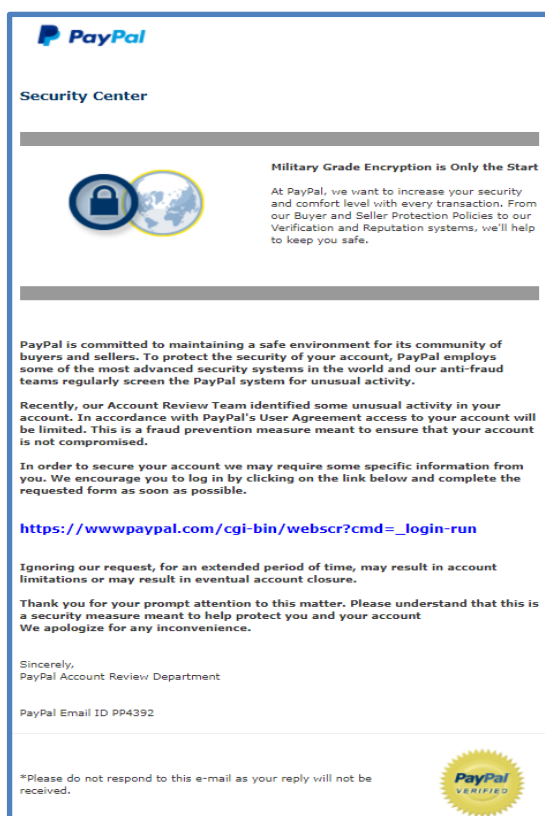 PayPal
Security Center
Military Grade Encryption is Only the Start
At PayPal, we want to increase your security
and comfort level with every transaction. From
our Buyer and Seller Protection Policies to our
Verification and Reputation systems, we'll help
to keep you safe.
PayPal is committed to maintaining a safe environment for its community of
buyers and sellers. To protect the security of your account, PayPal employs
some of the most advanced security systems in the world and our anti-fraud
teams regularly screen the PayPal system for unusual activity.
Recently, our Account Review Team identified some unusual activity in your
account. In accordance with PayPal's User Agreement access to your account will
be limited. This is a fraud prevention measure meant to ensure that your account
is not compromised.
In order to secure your account we may require some specific information from
you. We encourage you to log in by clicking on the link below and complete the
requested form as soon as possible.
https://wwwpaypal.com/cgi-bin/webscr?cmd=_login-run
Ignoring our request, for an extended period of time, may result in account
limitations or may result in eventual account closure.
Thank you for your prompt attention to this matter. Please understand that this is
a security measure meant to help protect you and your account
We apologize for any inconvenience.
Sincerely,
PayPal Account Review Department
PayPal Email ID PP4392
*Please do not respond to this e-mail as your reply will not be
received.
PayPal
VERIFIED